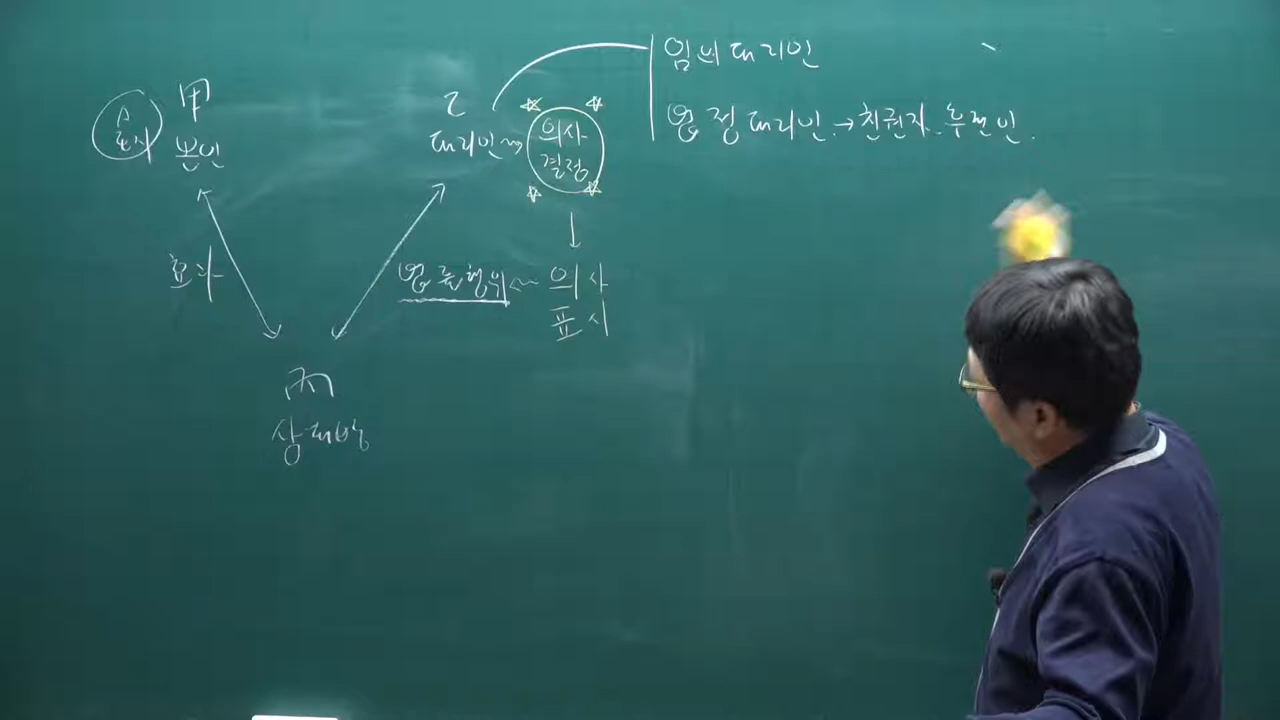 甲
본인
乙
대리인
의사
결정
임의대리인
법정대리인.→친권자.후견인.
효과
법률행위
의사
표시
丙
상대방